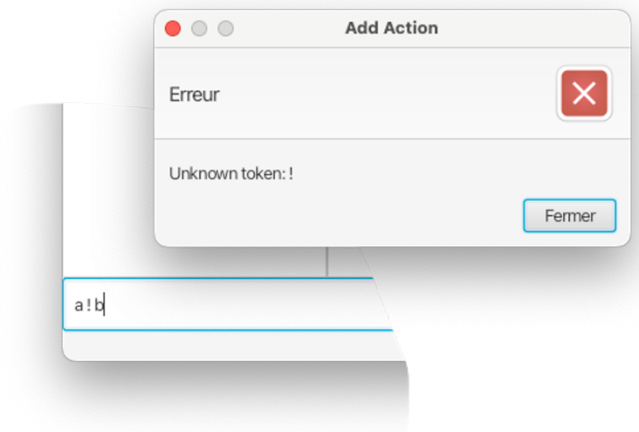 Add Action
Erreur
Unknown token: !
Fermer
a!b